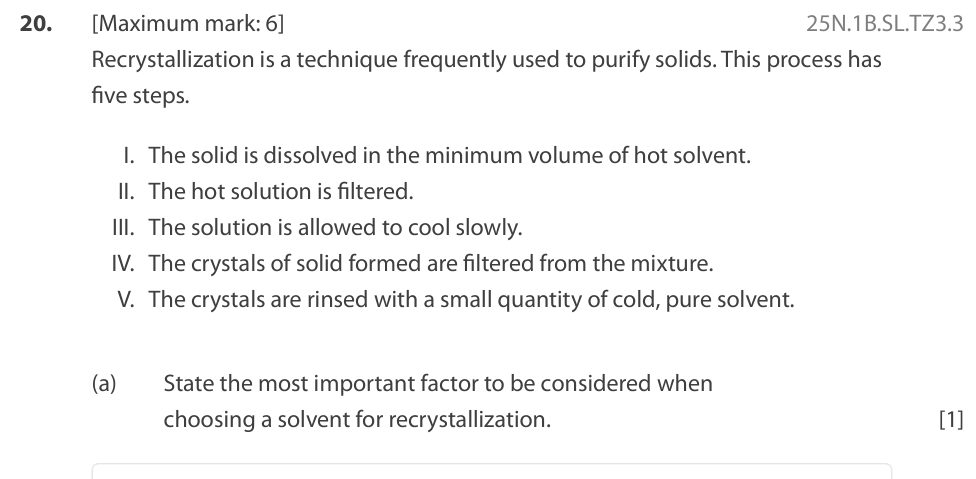 20. [Maximum mark: 6] 25N.1B.SL.TZ3.3
Recrystallization is a technique frequently used to purify solids. This process has
five steps.
I. The solid is dissolved in the minimum volume of hot solvent.
II. The hot solution is filtered.
III. The solution is allowed to cool slowly.
IV. The crystals of solid formed are filtered from the mixture.
V. The crystals are rinsed with a small quantity of cold, pure solvent.
(a) State the most important factor to be considered when
choosing a solvent for recrystallization. [1]